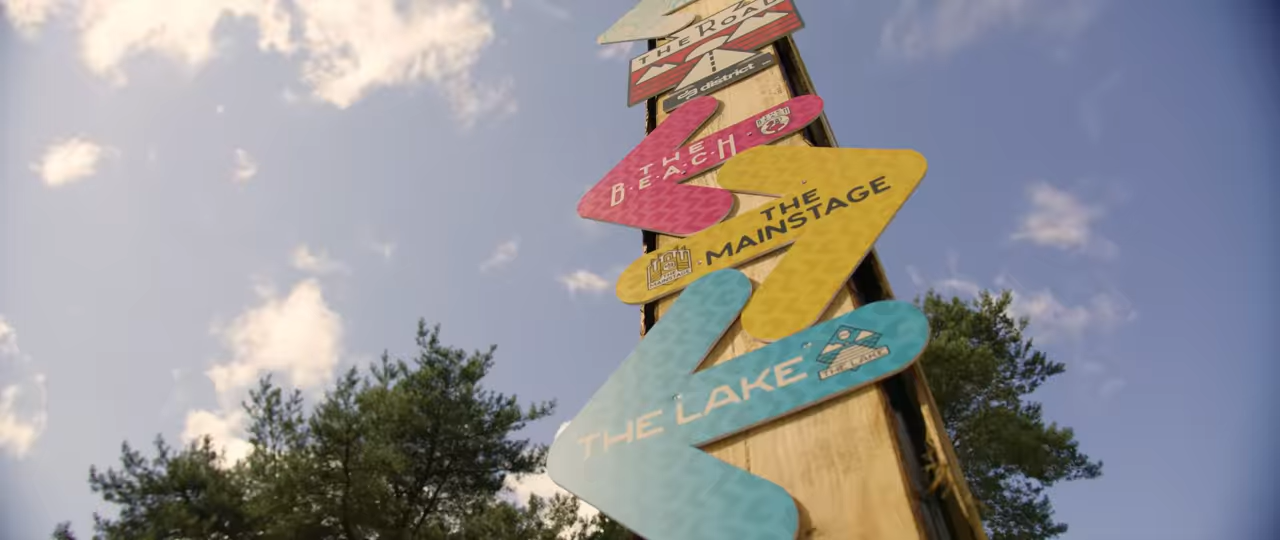 THE ROAD
district
THE
B·E·A·C·H
THE
MAINSTAGE
THE LAKE
THE LAKE